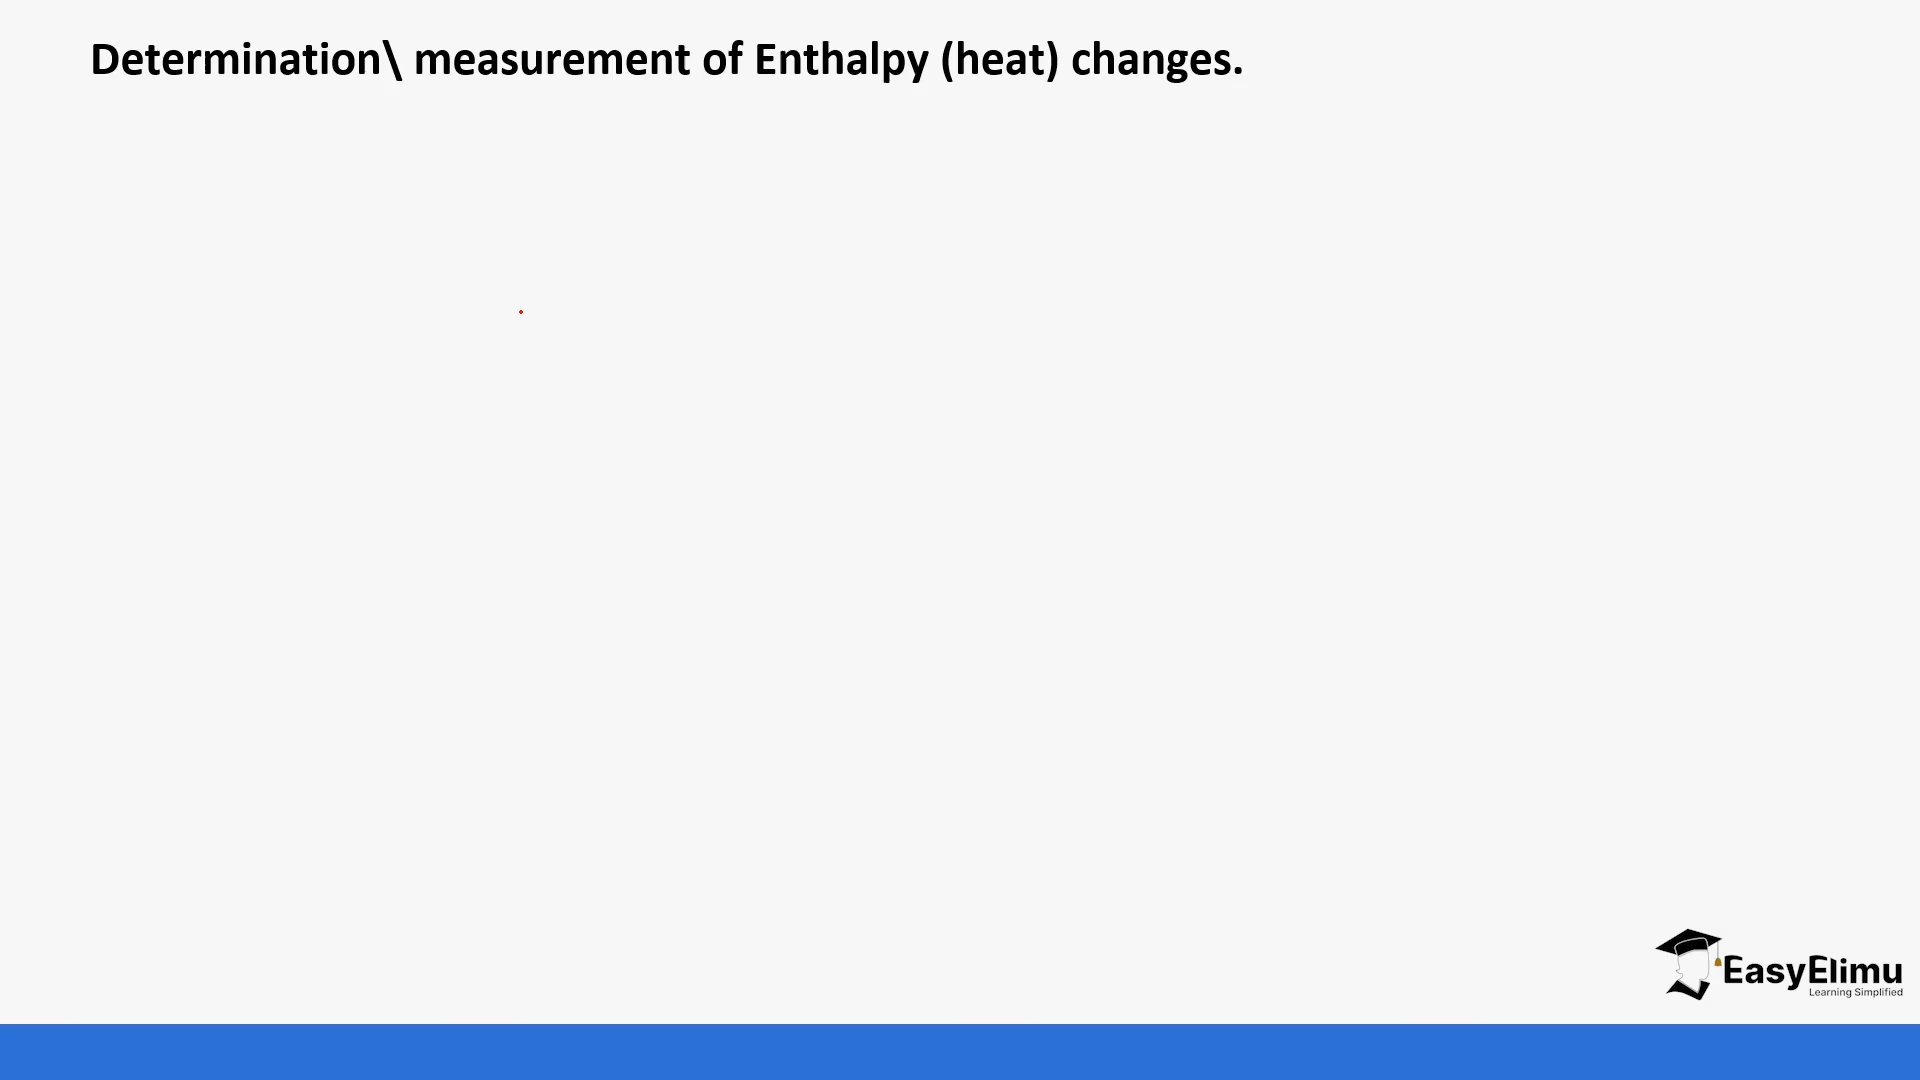 Determination\ measurement of Enthalpy (heat) changes.
EasyElimu
Learning Simplified